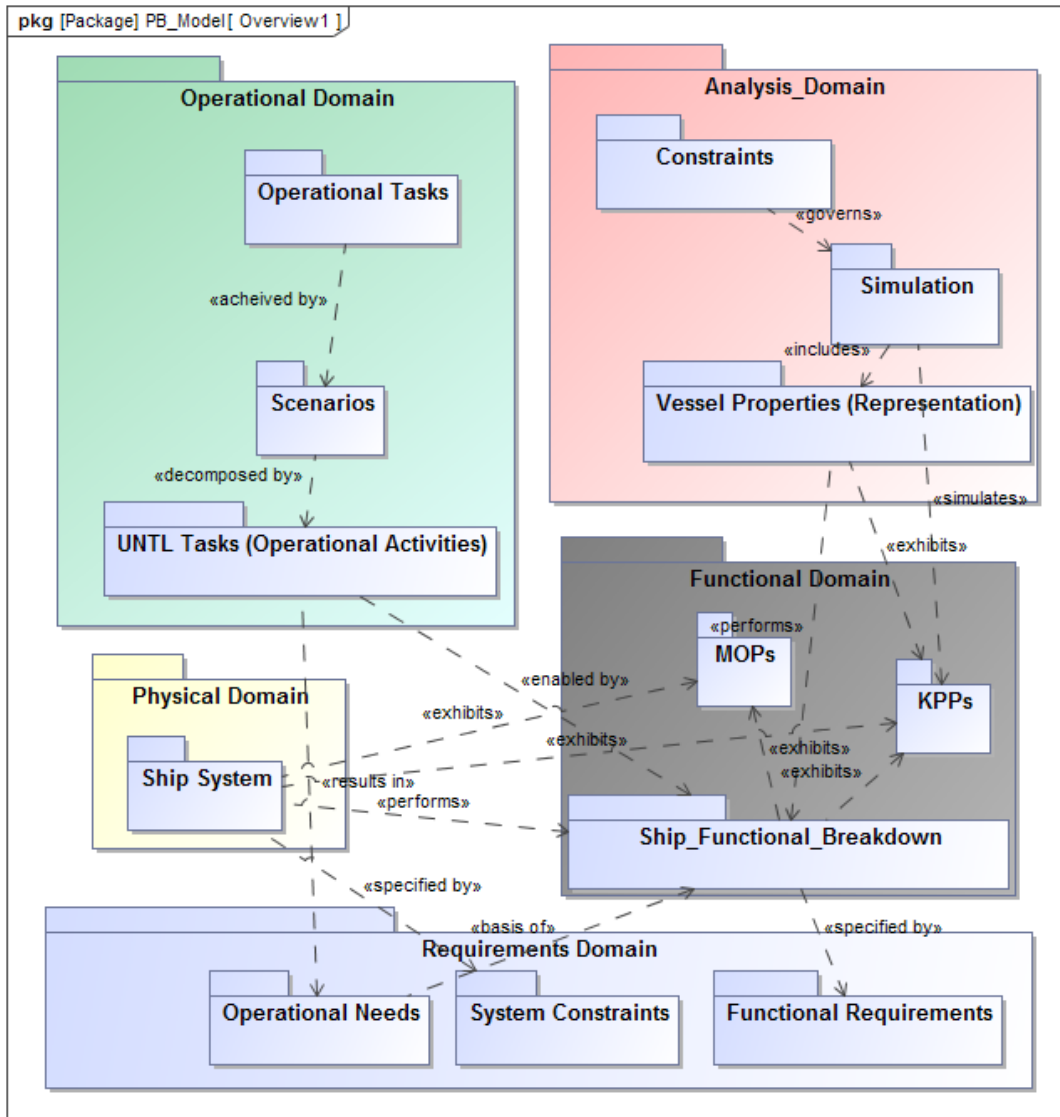 pkg [Package] PB_Model[ Overview1 ]
Operational Domain
Operational Tasks
«acheived by»
Scenarios
«decomposed by»
UNTL Tasks (Operational Activities)
Analysis_Domain
Constraints
«governs»
Simulation
«includes»
Vessel Properties (Representation)
«simulates»
«exhibits»
Functional Domain
«performs»
MOPs
KPPs
«enabled by»
«exhibits»
«exhibits»
«exhibits»
«exhibits»
Physical Domain
Ship System
«results in»
«performs»
Ship_Functional_Breakdown
«specified by»
«basis of»
«specified by»
Requirements Domain
Operational Needs
System Constraints
Functional Requirements